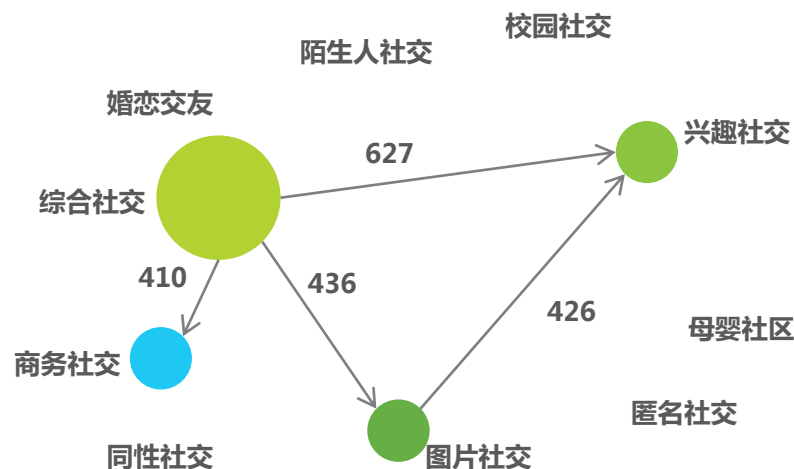 校园社交
陌生人社交
婚恋交友
兴趣社交
627
综合社交
410
436
426
母婴社区
商务社交
匿名社交
同性社交
图片社交